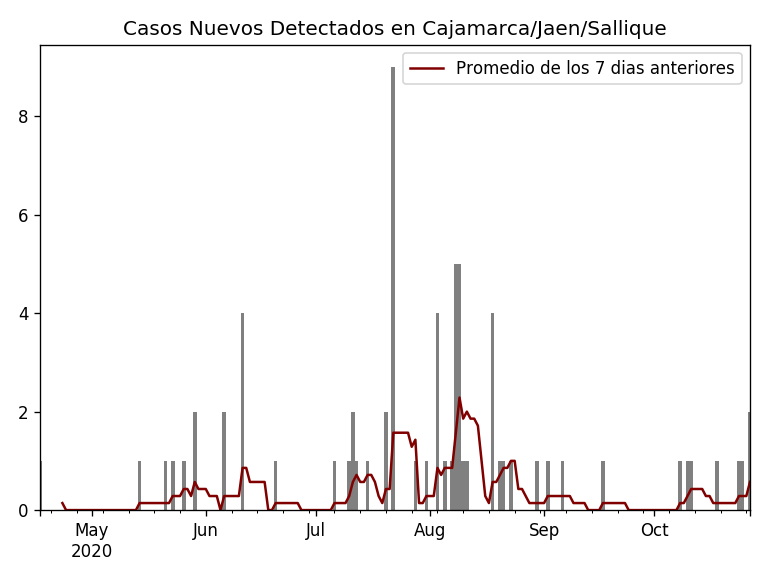 Casos Nuevos Detectados en Cajamarca/Jaen/Sallique
Promedio de los 7 dias anteriores
8
6
4
2
0
May Jun Jul Aug Sep Oct
2020